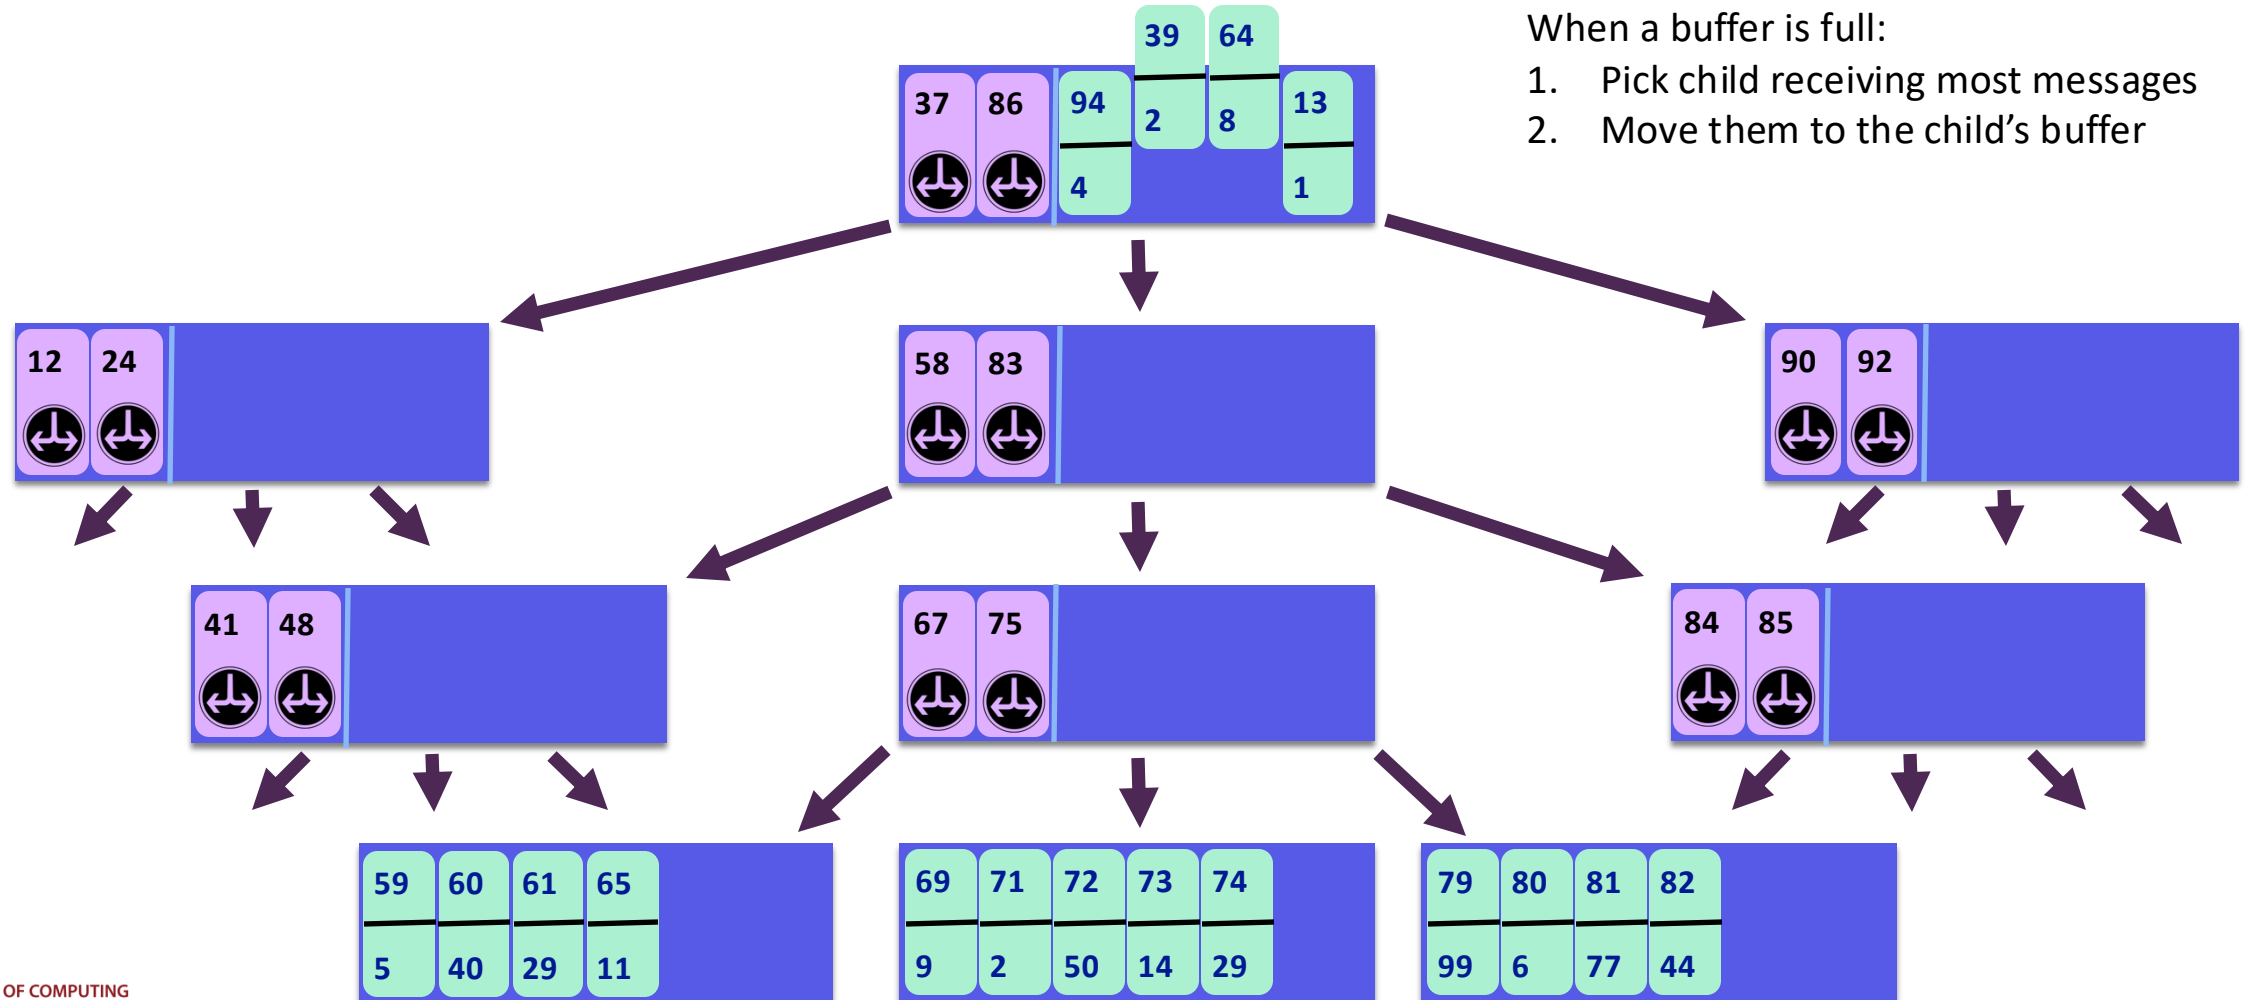 When a buffer is full:
1. Pick child receiving most messages
2. Move them to the child's buffer
39 64
37 86 94 13
2 8
4 1
12 24
58 83
90 92
41 48
67 75
84 85
59 60 61 65
5 40 29 11
69 71 72 73 74
9 2 50 14 29
79 80 81 82
99 6 77 44
OF COMPUTING